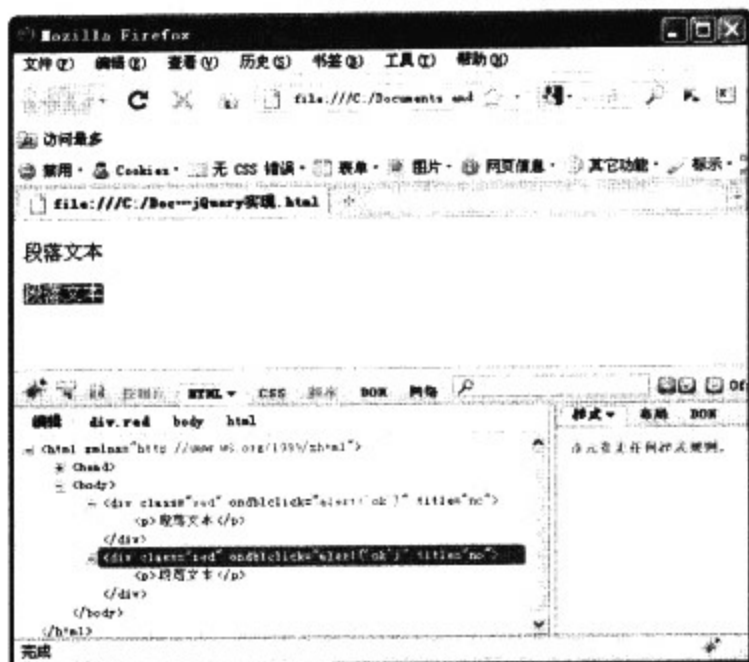 Mozilla Firefox
文件(F) 编辑(E) 查看(V) 历史(S) 书签(B) 工具(T) 帮助(H)
file:///C:/Documents and
访问最多
禁用· Cookies· 无 CSS 错误· 表单· 图片· 网页信息· 其它功能· 标示·
file:///C:/Doc…jQuery实现.html
段落文本
段落文本
HTML CSS 脚本 DOM 网络 Of
编辑 div.red body html
样式 布局 DOM
<html xmlns="http://www.w3.org/1999/xhtml">
<head>
<body>
<div class="red" ondblclick="alert('ok')" title="no">
<p>段落文本</p>
</div>
<div class="red" ondblclick="alert('ok')" title="no">
<p>段落文本</p>
</div>
</body>
</html>
完成